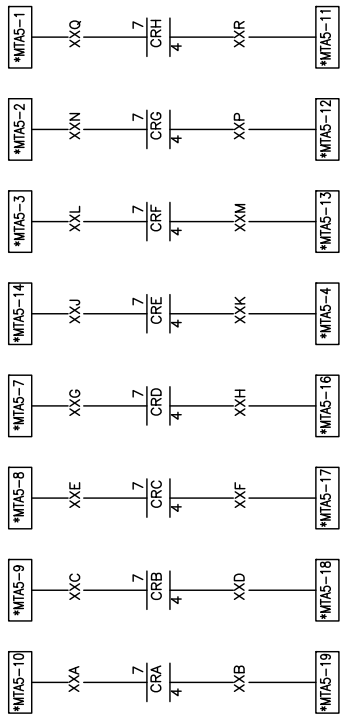 *MTA5-1 XXQ 7 CRH 4 XXR *MTA5-11
*MTA5-2 XXN 7 CRG 4 XXP *MTA5-12
*MTA5-3 XXL 7 CRF 4 XXM *MTA5-13
*MTA5-14 XXJ 7 CRE 4 XXK *MTA5-4
*MTA5-7 XXG 7 CRD 4 XXH *MTA5-16
*MTA5-8 XXE 7 CRC 4 XXF *MTA5-17
*MTA5-9 XXC 7 CRB 4 XXD *MTA5-18
*MTA5-10 XXA 7 CRA 4 XXB *MTA5-19